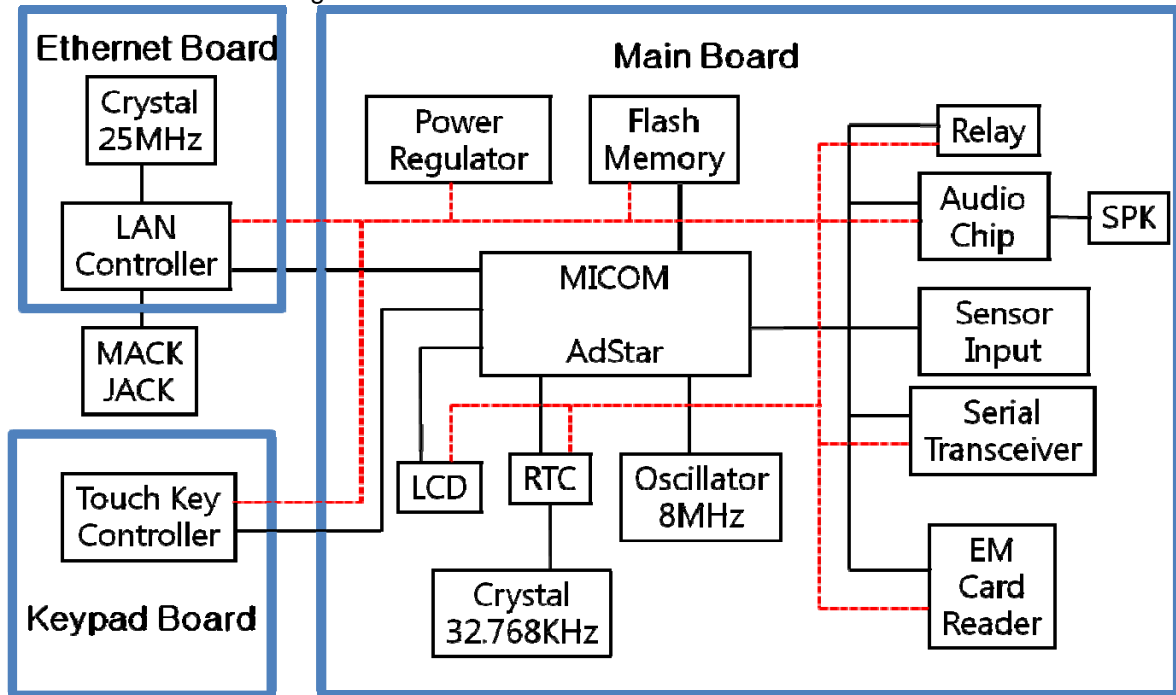 Ethernet Board
Crystal
25MHz
LAN
Controller
MACK
JACK
Touch Key
Controller
Keypad Board
Main Board
Power
Regulator
Flash
Memory
MICOM
AdStar
LCD
RTC
Oscillator
8MHz
Crystal
32.768KHz
Relay
Audio
Chip
SPK
Sensor
Input
Serial
Transceiver
EM
Card
Reader